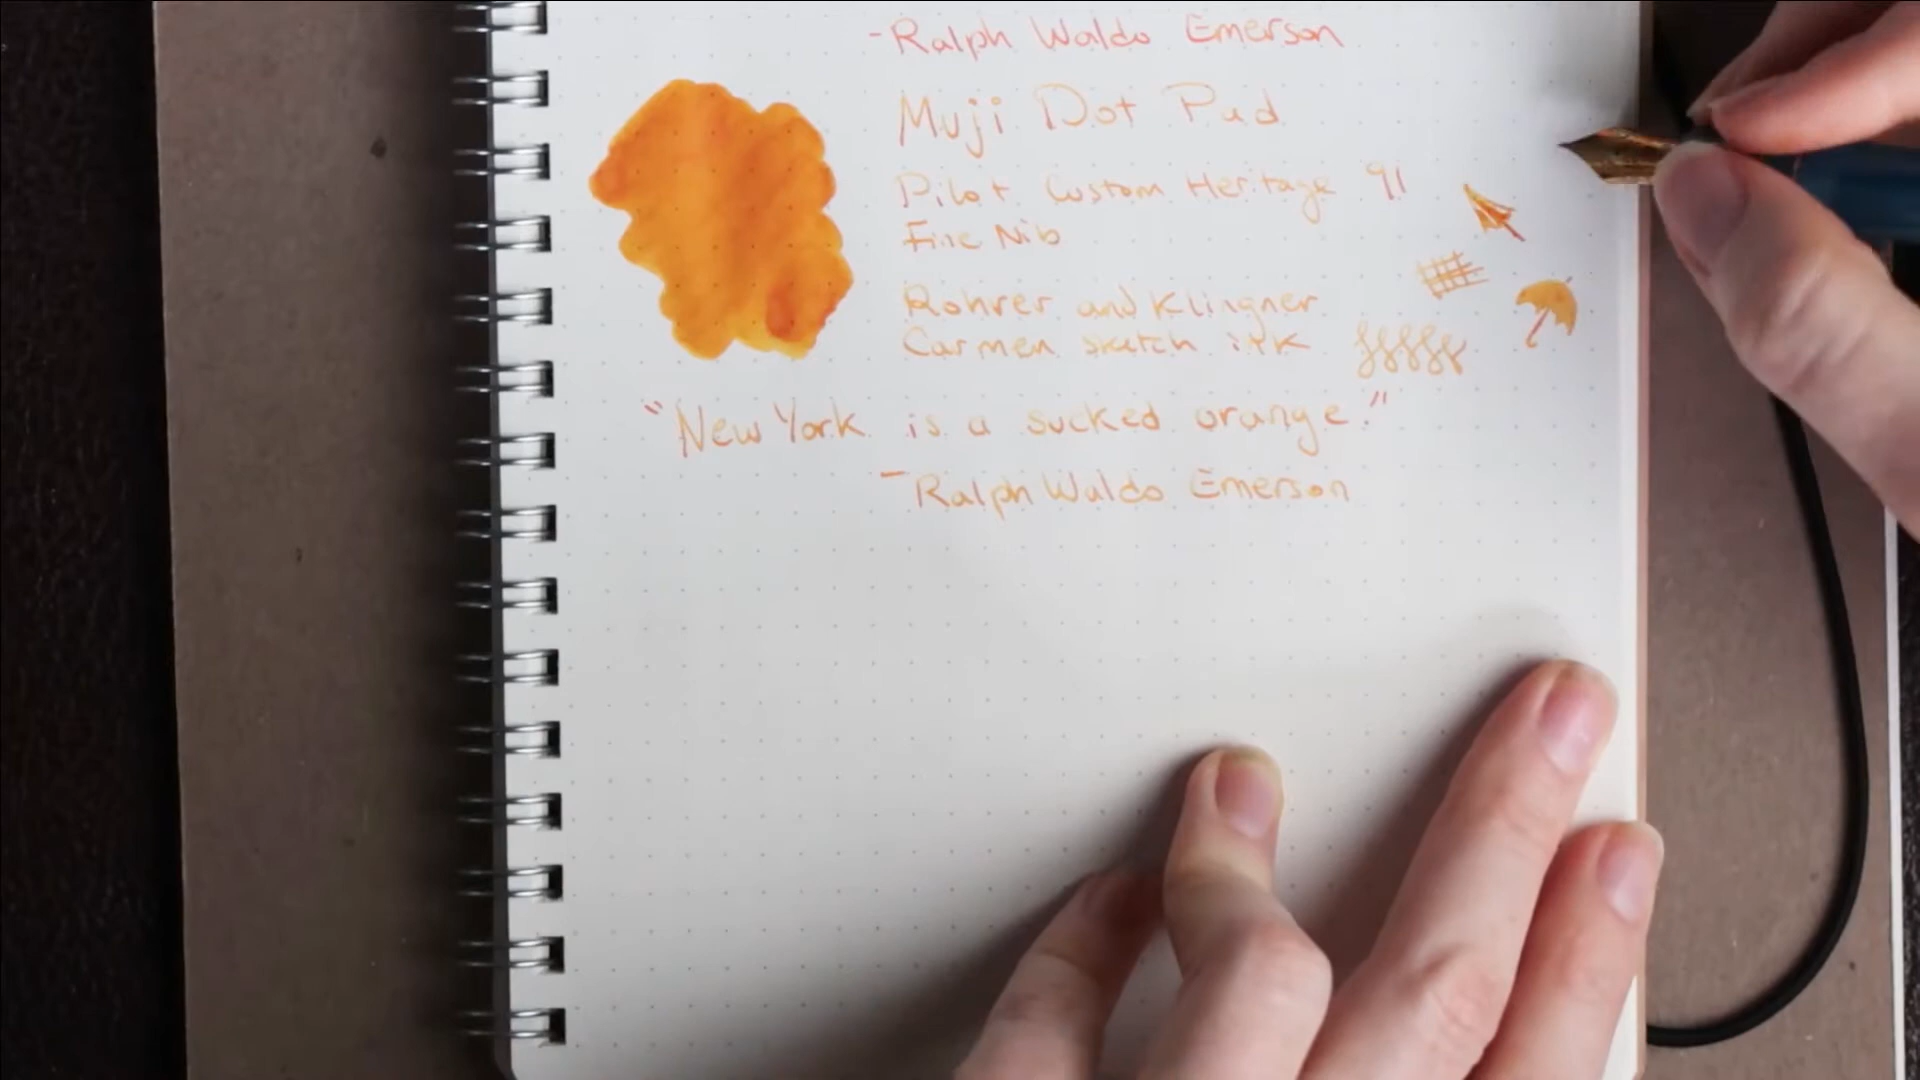 -Ralph Waldo Emerson
Muji Dot Pad
Pilot Custom Heritage 91
Fine Nib
Rohrer and Klingner
Carmen sketch ink
"New York is a sucked orange."
-Ralph Waldo Emerson